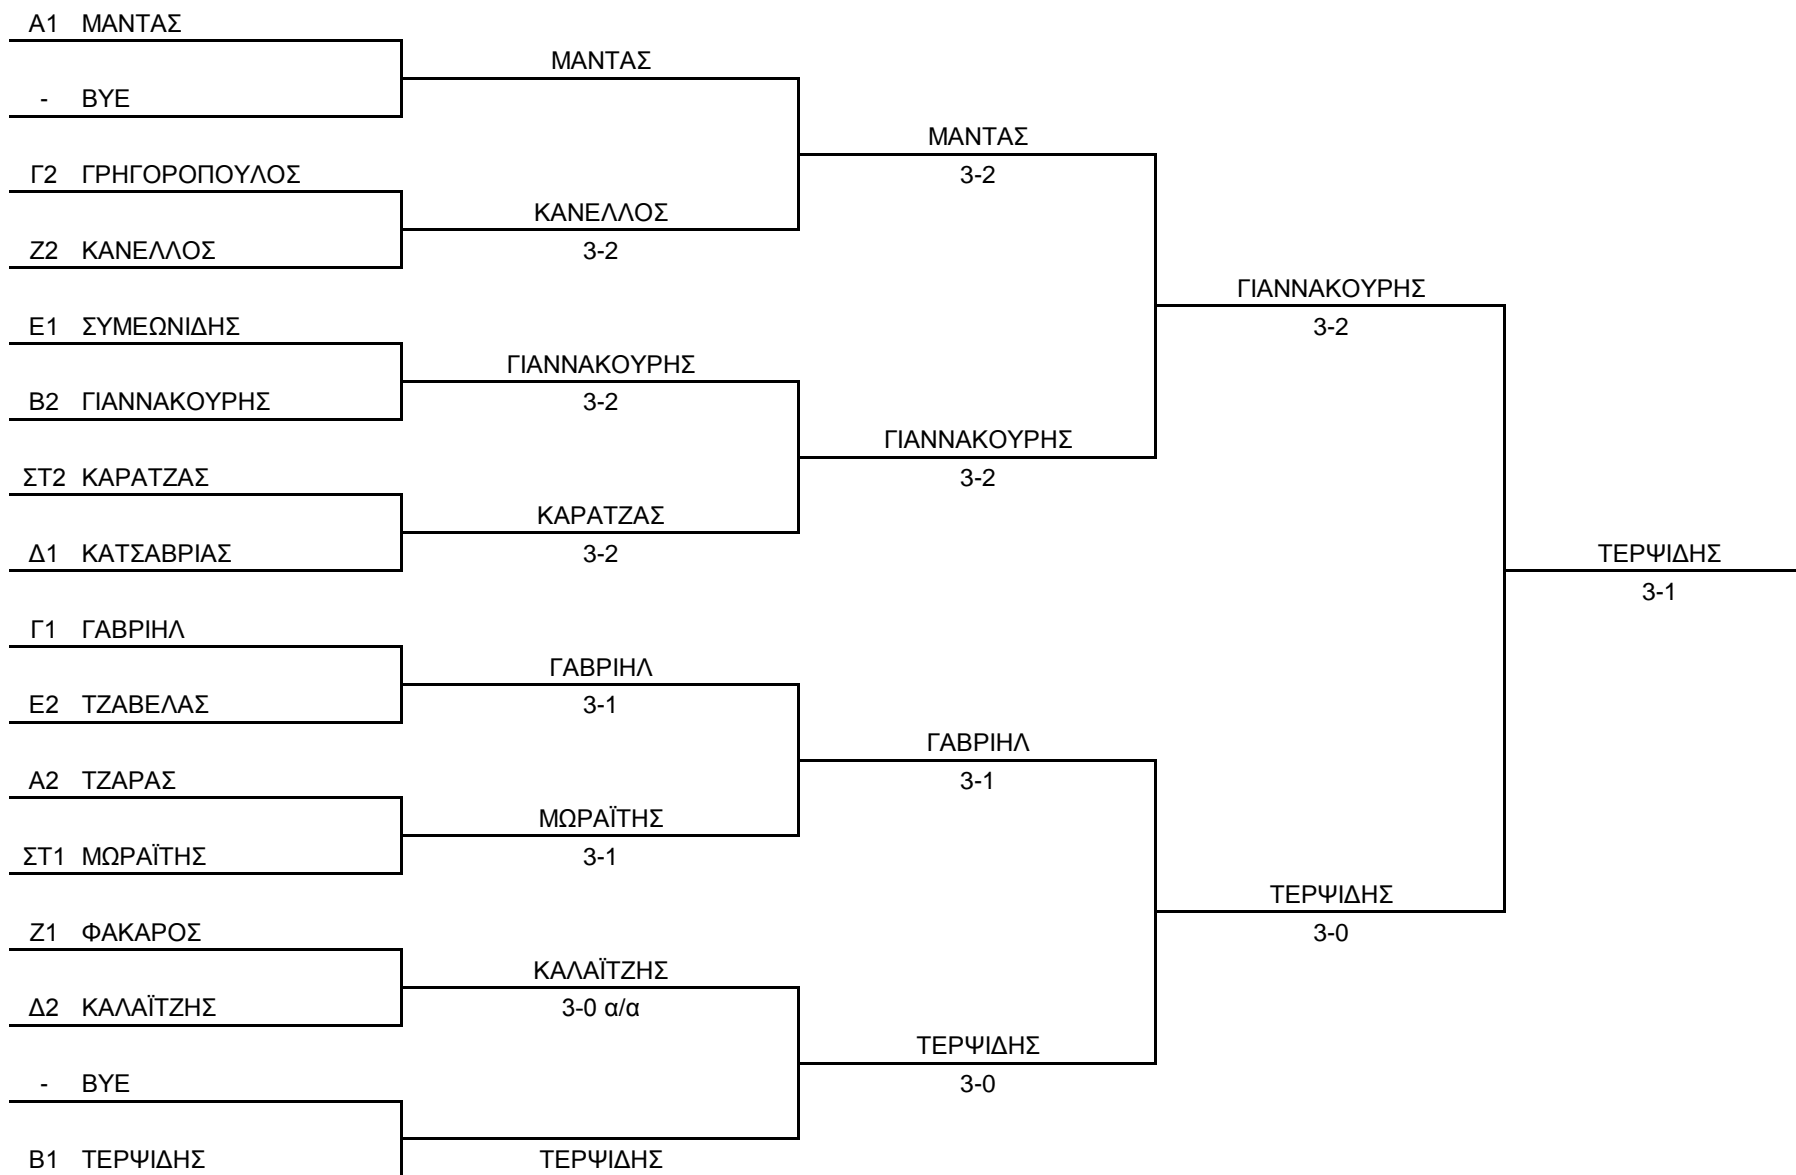 Α1 ΜΑΝΤΑΣ
ΜΑΝΤΑΣ
- BYE
ΜΑΝΤΑΣ
Γ2 ΓΡΗΓΟΡΟΠΟΥΛΟΣ
3-2
ΚΑΝΕΛΛΟΣ
Ζ2 ΚΑΝΕΛΛΟΣ
3-2
ΓΙΑΝΝΑΚΟΥΡΗΣ
Ε1 ΣΥΜΕΩΝΙΔΗΣ
3-2
ΓΙΑΝΝΑΚΟΥΡΗΣ
Β2 ΓΙΑΝΝΑΚΟΥΡΗΣ
3-2
ΓΙΑΝΝΑΚΟΥΡΗΣ
ΣΤ2 ΚΑΡΑΤΖΑΣ
3-2
ΚΑΡΑΤΖΑΣ
Δ1 ΚΑΤΣΑΒΡΙΑΣ
3-2
ΤΕΡΨΙΔΗΣ
3-1
Γ1 ΓΑΒΡΙΗΛ
ΓΑΒΡΙΗΛ
Ε2 ΤΖΑΒΕΛΑΣ
3-1
ΓΑΒΡΙΗΛ
Α2 ΤΖΑΡΑΣ
3-1
ΜΩΡΑΪΤΗΣ
ΣΤ1 ΜΩΡΑΪΤΗΣ
3-1
ΤΕΡΨΙΔΗΣ
Ζ1 ΦΑΚΑΡΟΣ
3-0
ΚΑΛΑΪΤΖΗΣ
Δ2 ΚΑΛΑΪΤΖΗΣ
3-0 α/α
ΤΕΡΨΙΔΗΣ
- BYE
3-0
Β1 ΤΕΡΨΙΔΗΣ
ΤΕΡΨΙΔΗΣ